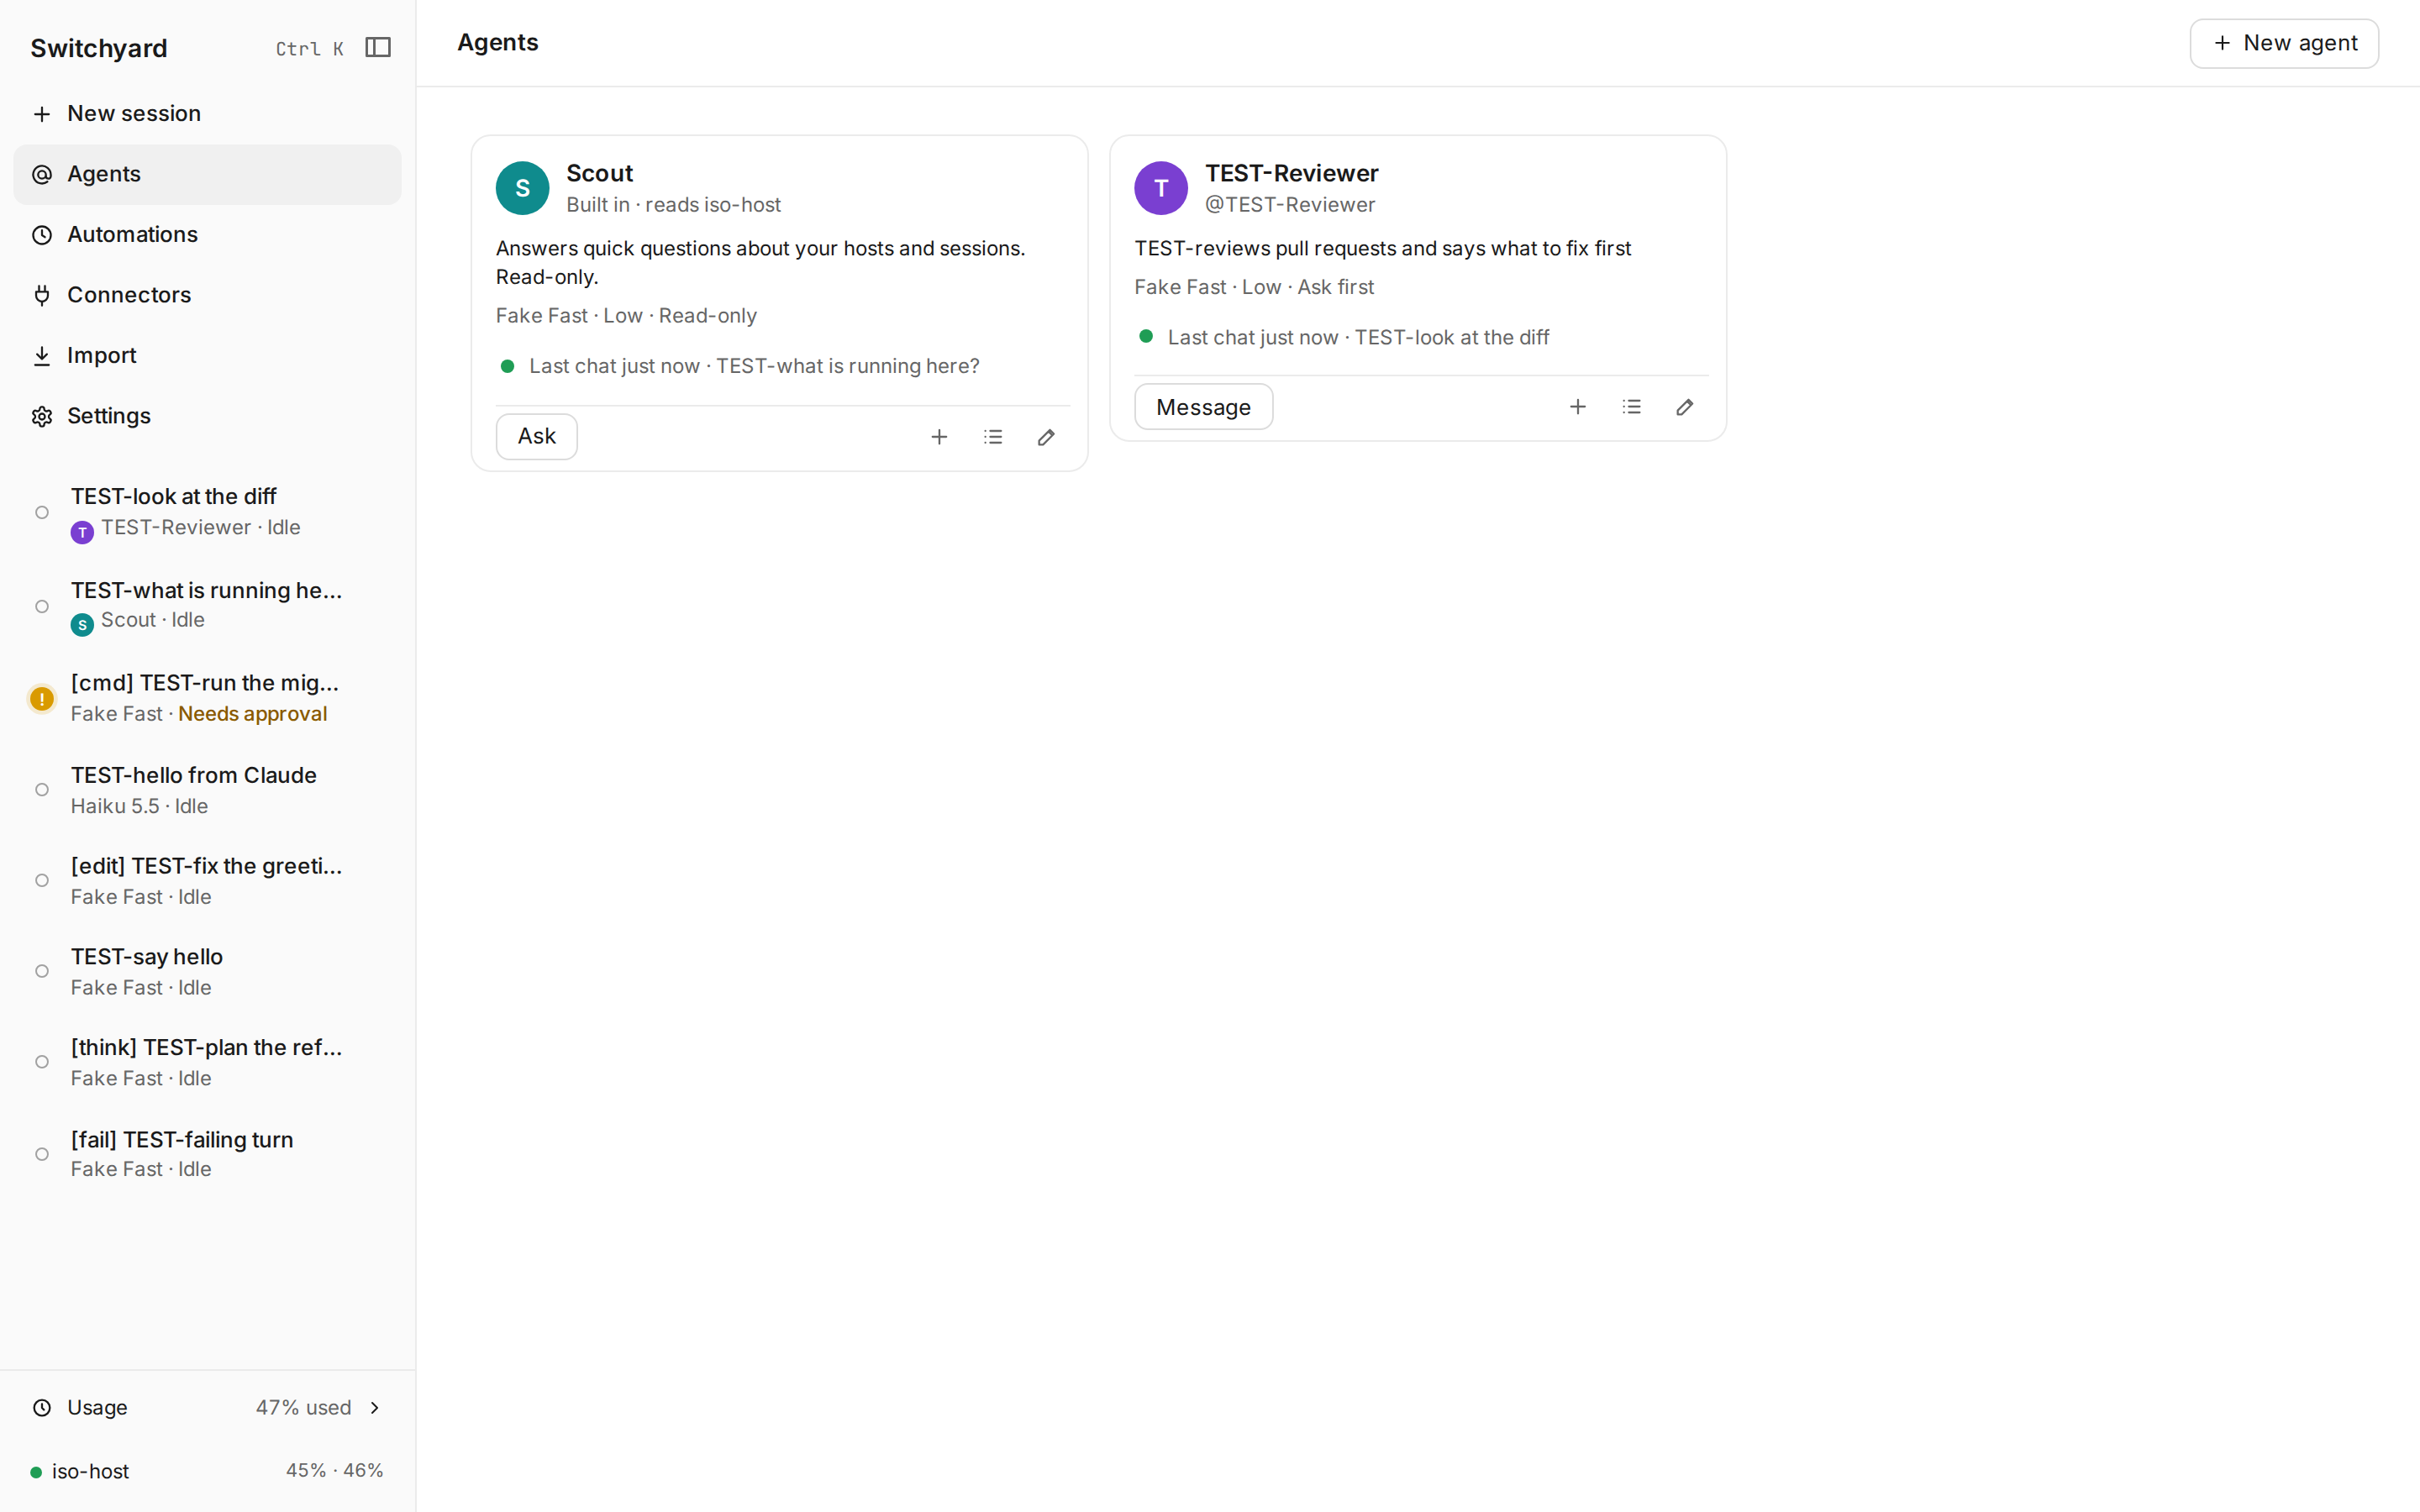 Switchyard
Ctrl K
New session
Agents
Automations
Connectors
Import
Settings
TEST-look at the diff
T TEST-Reviewer · Idle
TEST-what is running he...
S Scout · Idle
[cmd] TEST-run the mig...
Fake Fast · Needs approval
TEST-hello from Claude
Haiku 5.5 · Idle
[edit] TEST-fix the greeti...
Fake Fast · Idle
TEST-say hello
Fake Fast · Idle
[think] TEST-plan the ref...
Fake Fast · Idle
[fail] TEST-failing turn
Fake Fast · Idle
Usage 47% used
iso-host 45% · 46%
Agents
+ New agent
S
Scout
Built in · reads iso-host
Answers quick questions about your hosts and sessions.
Read-only.
Fake Fast · Low · Read-only
Last chat just now · TEST-what is running here?
Ask
T
TEST-Reviewer
@TEST-Reviewer
TEST-reviews pull requests and says what to fix first
Fake Fast · Low · Ask first
Last chat just now · TEST-look at the diff
Message